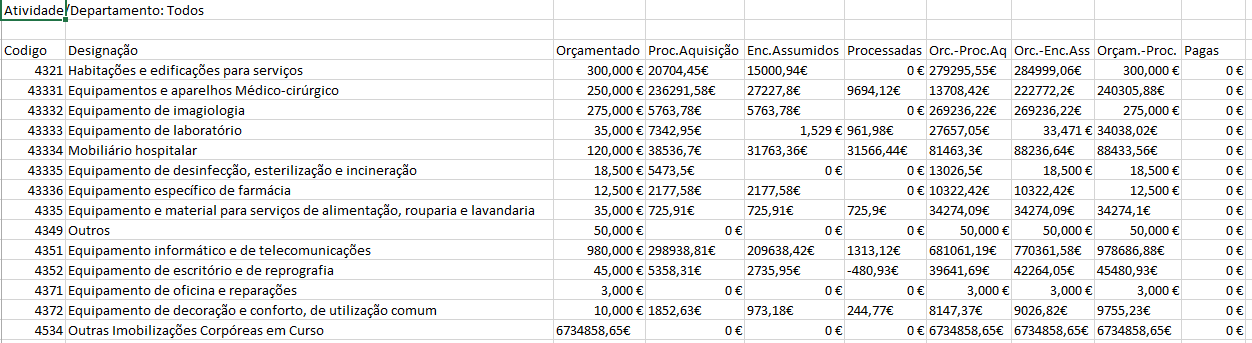 Atividade/Departamento: Todos
Codigo Designação Orçamentado Proc.Aquisição Enc.Assumidos Processadas Orc.-Proc.Aq Orc.-Enc.Ass Orçam.-Proc. Pagas
4321 Habitações e edificações para serviços 300,000 € 20704,45€ 15000,94€ 0 € 279295,55€ 284999,06€ 300,000 € 0 €
43331 Equipamentos e aparelhos Médico-cirúrgico 250,000 € 236291,58€ 27227,8€ 9694,12€ 13708,42€ 222772,2€ 240305,88€ 0 €
43332 Equipamento de imagiologia 275,000 € 5763,78€ 5763,78€ 0 € 269236,22€ 269236,22€ 275,000 € 0 €
43333 Equipamento de laboratório 35,000 € 7342,95€ 1,529 € 961,98€ 27657,05€ 33,471 € 34038,02€ 0 €
43334 Mobiliário hospitalar 120,000 € 38536,7€ 31763,36€ 31566,44€ 81463,3€ 88236,64€ 88433,56€ 0 €
43335 Equipamento de desinfecção, esterilização e incineração 18,500 € 5473,5€ 0 € 0 € 13026,5€ 18,500 € 18,500 € 0 €
43336 Equipamento específico de farmácia 12,500 € 2177,58€ 2177,58€ 0 € 10322,42€ 10322,42€ 12,500 € 0 €
4335 Equipamento e material para serviços de alimentação, rouparia e lavandaria 35,000 € 725,91€ 725,91€ 725,9€ 34274,09€ 34274,09€ 34274,1€ 0 €
4349 Outros 50,000 € 0 € 0 € 0 € 50,000 € 50,000 € 50,000 € 0 €
4351 Equipamento informático e de telecomunicações 980,000 € 298938,81€ 209638,42€ 1313,12€ 681061,19€ 770361,58€ 978686,88€ 0 €
4352 Equipamento de escritório e de reprografia 45,000 € 5358,31€ 2735,95€ -480,93€ 39641,69€ 42264,05€ 45480,93€ 0 €
4371 Equipamento de oficina e reparações 3,000 € 0 € 0 € 0 € 3,000 € 3,000 € 3,000 € 0 €
4372 Equipamento de decoração e conforto, de utilização comum 10,000 € 1852,63€ 973,18€ 244,77€ 8147,37€ 9026,82€ 9755,23€ 0 €
4534 Outras Imobilizações Corpóreas em Curso 6734858,65€ 0 € 0 € 0 € 6734858,65€ 6734858,65€ 6734858,65€ 0 €